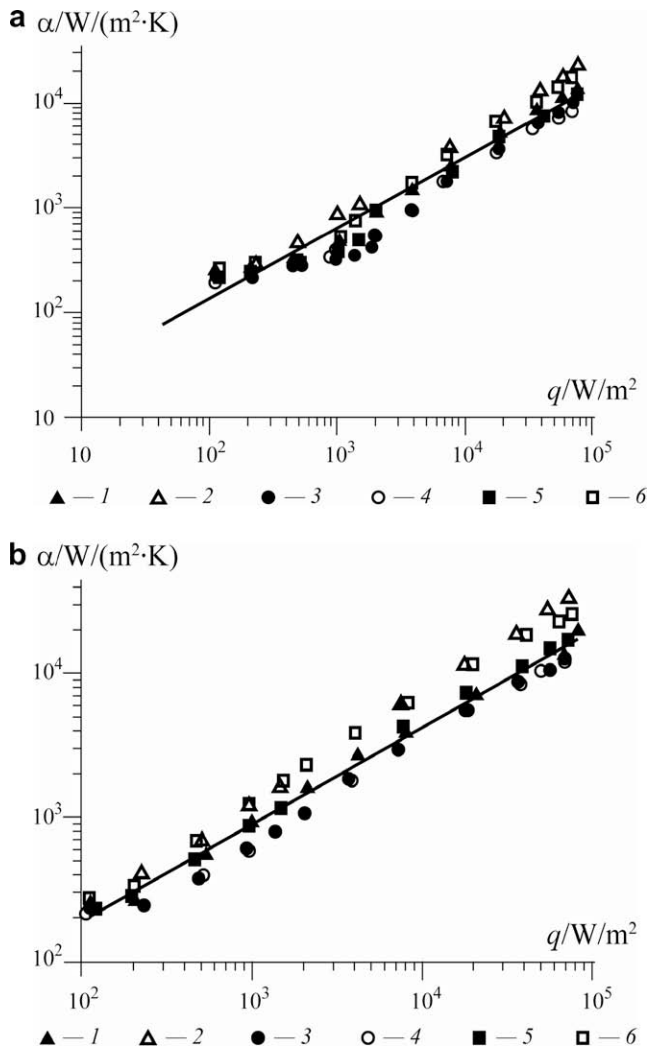 a α/W/(m²·K)
10⁴
10³
10²
10
q/W/m²
10 10² 10³ 10⁴ 10⁵
▲ — 1 △ — 2 ● — 3 ○ — 4 ■ — 5 □ — 6
b α/W/(m²·K)
10⁴
10³
10²
q/W/m²
10² 10³ 10⁴ 10⁵
▲ — 1 △ — 2 ● — 3 ○ — 4 ■ — 5 □ — 6